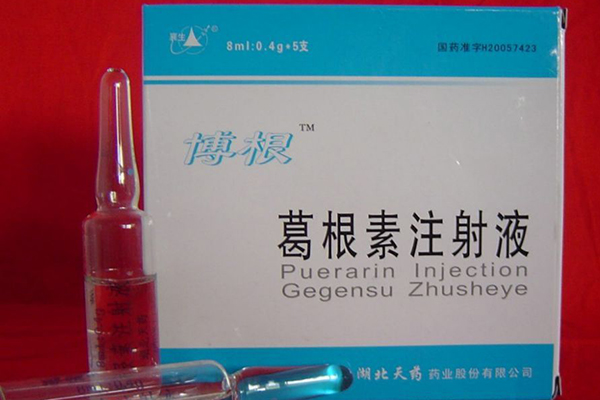 8ml:0.4g*5支
国药准字H20057423
博根™
葛根素注射液
Puerarin Injection
Gegensu Zhusheye
湖北天药 药业股份有限公司